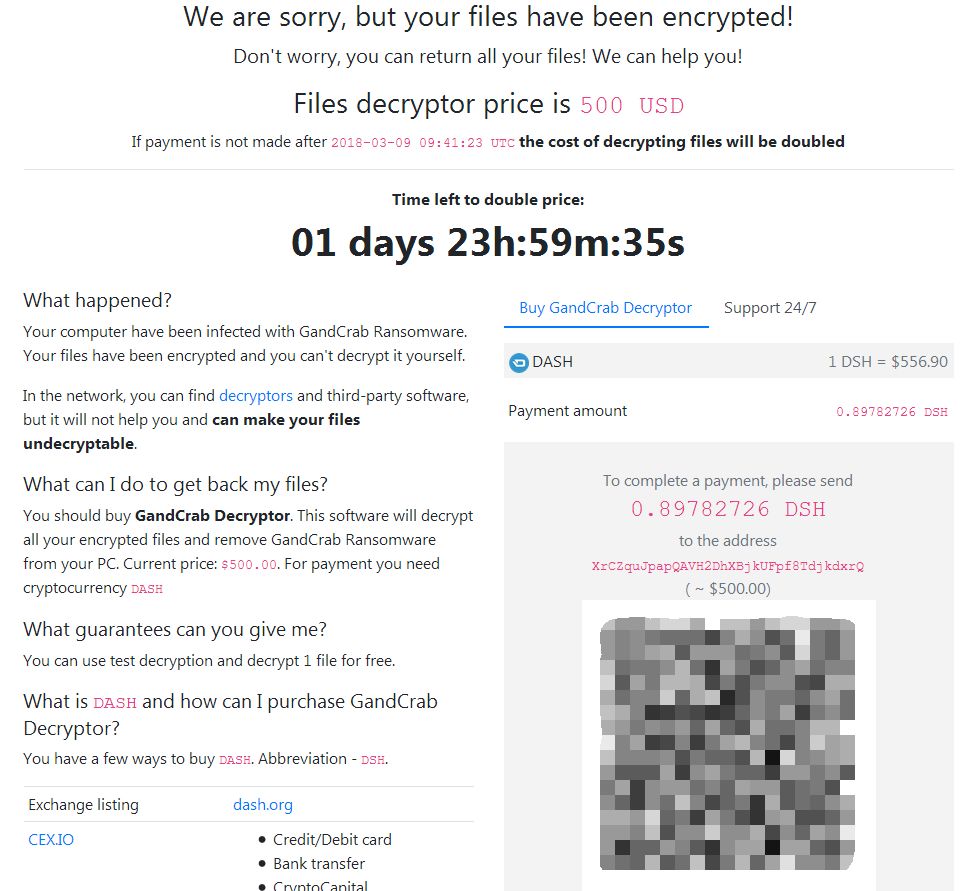 We are sorry, but your files have been encrypted!
Don't worry, you can return all your files! We can help you!
Files decryptor price is 500 USD
If payment is not made after 2018-03-09 09:41:23 UTC the cost of decrypting files will be doubled
Time left to double price:
01 days 23h:59m:35s
What happened?
Your computer have been infected with GandCrab Ransomware.
Your files have been encrypted and you can't decrypt it yourself.
In the network, you can find decryptors and third-party software,
but it will not help you and can make your files
undecryptable.
What can I do to get back my files?
You should buy GandCrab Decryptor. This software will decrypt
all your encrypted files and remove GandCrab Ransomware
from your PC. Current price: $500.00. For payment you need
cryptocurrency DASH
What guarantees can you give me?
You can use test decryption and decrypt 1 file for free.
What is DASH and how can I purchase GandCrab
Decryptor?
You have a few ways to buy DASH. Abbreviation - DSH.
Exchange listing dash.org
CEX.IO
● Credit/Debit card
● Bank transfer
● CryptoCapital
Buy GandCrab Decryptor Support 24/7
DASH 1 DSH = $556.90
Payment amount 0.89782726 DSH
To complete a payment, please send
0.89782726 DSH
to the address
XrCZquJpapQAVH2DhXBjkUFpf8TdjkdxrQ
( ~ $500.00)